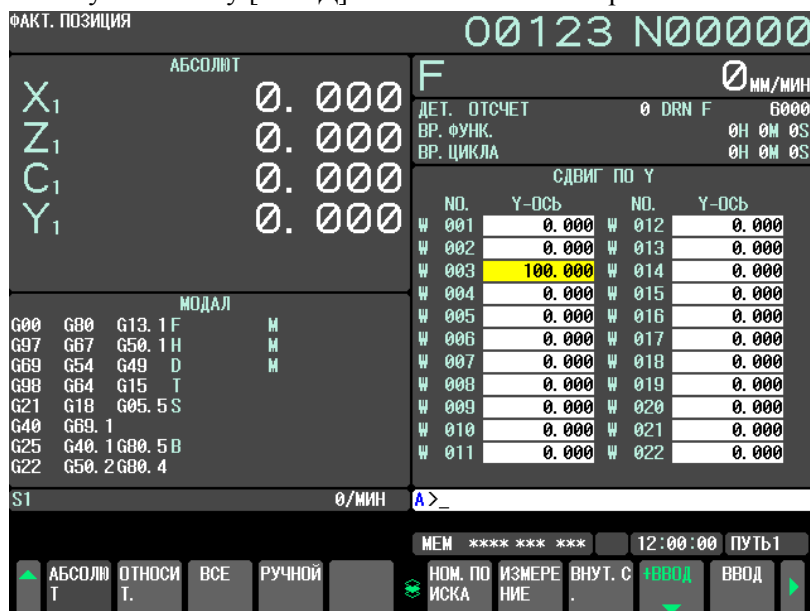 ФАКТ. ПОЗИЦИЯ O0123 N00000
АБСОЛЮТ
X1 0. 000
Z1 0. 000
C1 0. 000
Y1 0. 000
F 0 ММ/МИН
ДЕТ. ОТСЧЕТ 0 DRN F 6000
ВР. ФУНК. 0H 0M 0S
ВР. ЦИКЛА 0H 0M 0S
СДВИГ ПО Y
NO. Y-ОСЬ NO. Y-ОСЬ
W 001 0. 000 W 012 0. 000
W 002 0. 000 W 013 0. 000
W 003 100. 000 W 014 0. 000
W 004 0. 000 W 015 0. 000
W 005 0. 000 W 016 0. 000
W 006 0. 000 W 017 0. 000
W 007 0. 000 W 018 0. 000
W 008 0. 000 W 019 0. 000
W 009 0. 000 W 020 0. 000
W 010 0. 000 W 021 0. 000
W 011 0. 000 W 022 0. 000
МОДАЛ
G00 G80 G13. 1 F M
G97 G67 G50. 1 H M
G69 G54 G49 D M
G98 G64 G15 T
G21 G18 G05. 5 S
G40 G69. 1
G25 G40. 1 G80. 5 B
G22 G50. 2 G80. 4
S1 0/МИН
A >_
MEM **** *** *** 12:00:00 ПУТЬ1
АБСОЛЮ ОТНОСИ ВСЕ РУЧНОЙ НОМ. ПО ИЗМЕРЕ ВНУТ. С +ВВОД ВВОД
Т Т. ИСКА НИЕ .